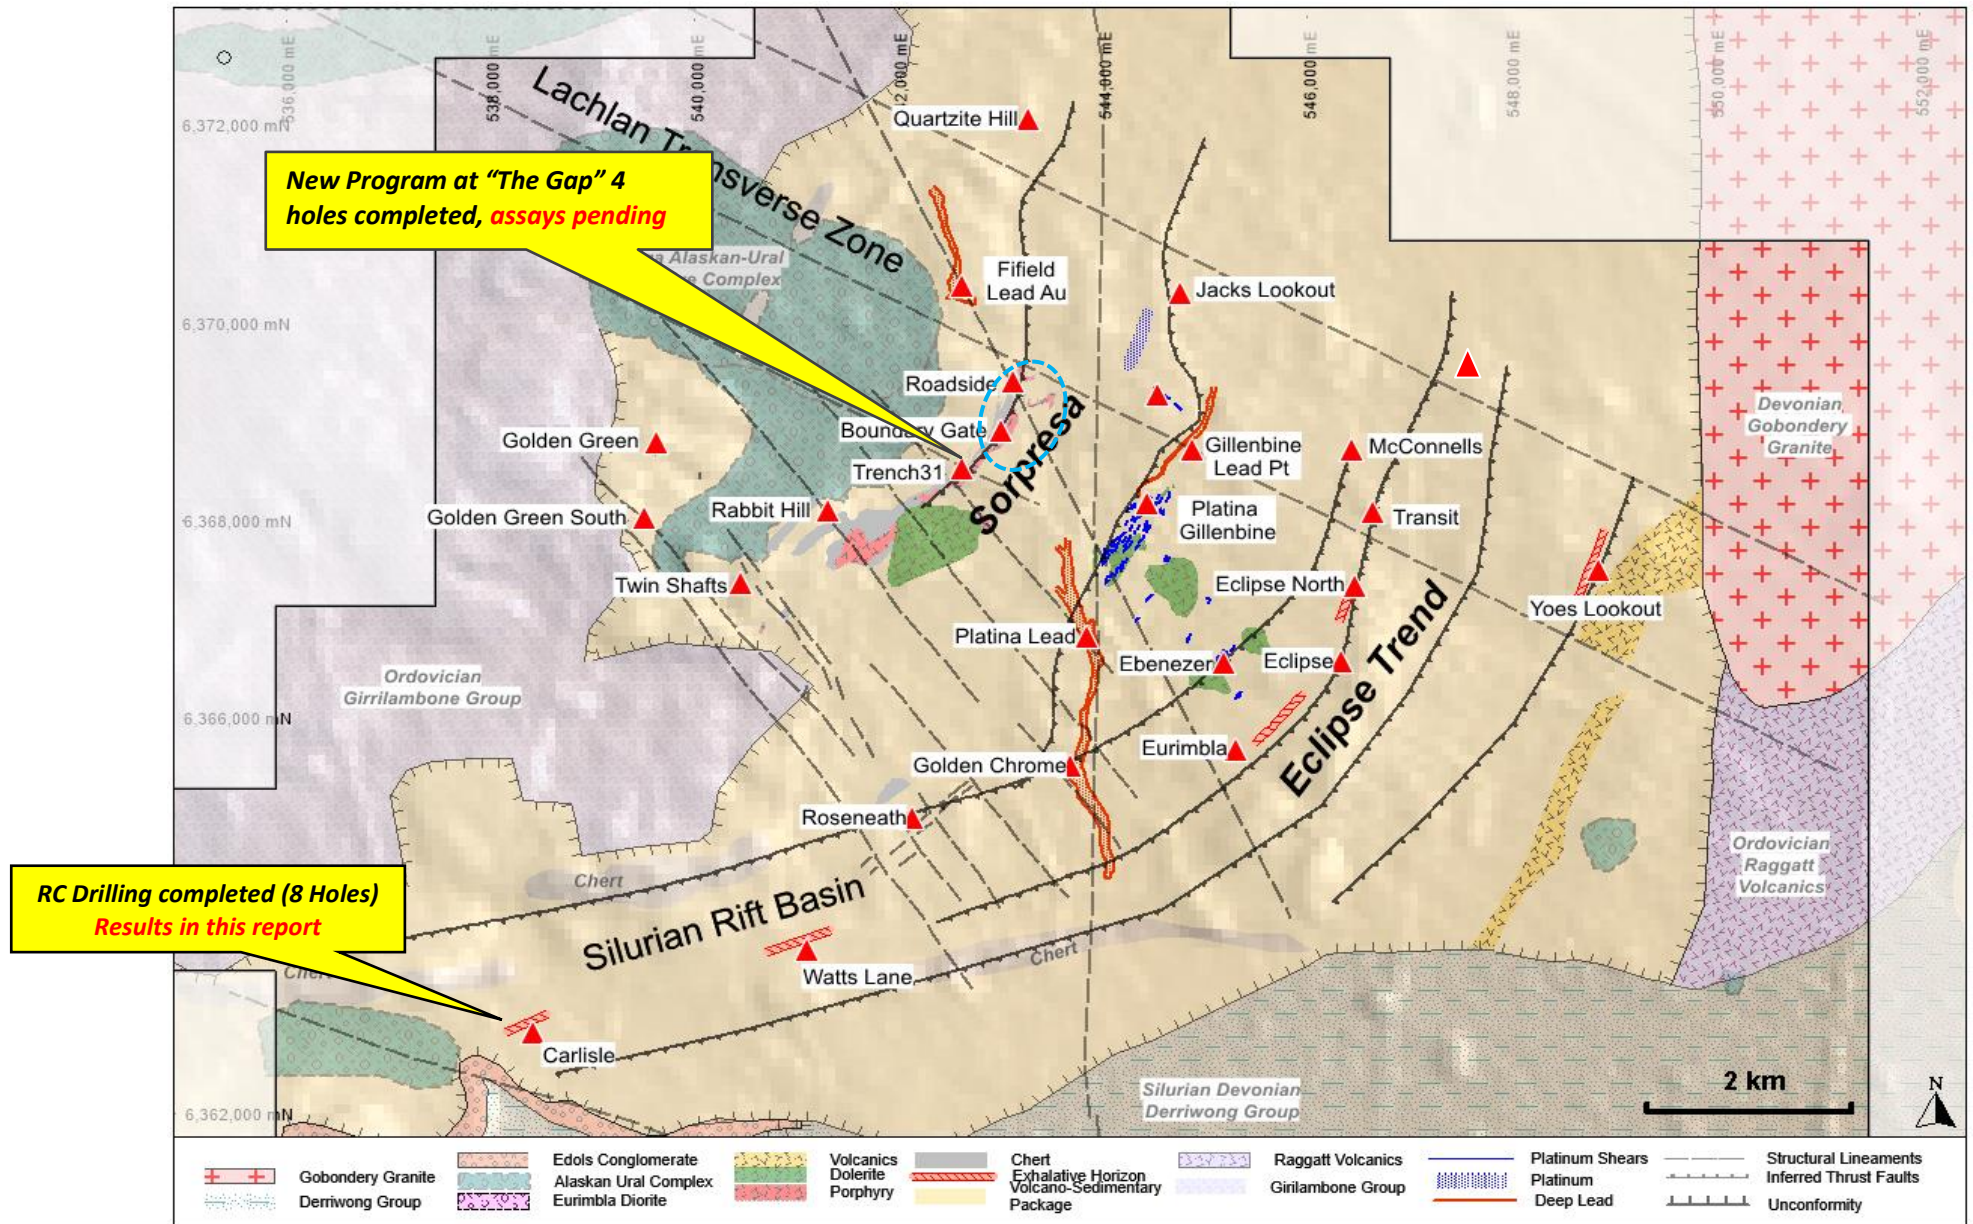 536,000 mE
538,000 mE
540,000 mE
2,000 mE
544,000 mE
546,000 mE
548,000 mE
550,000 mE
552,000 mE
6,372,000 mN
6,370,000 mN
6,368,000 mN
6,366,000 mN
6,362,000 mN
Lachlan Tr
nsverse Zone
New Program at “The Gap” 4
holes completed, assays pending
Alaskan-Ural
Complex
Quartzite Hill
Fifield
Lead Au
Jacks Lookout
Roadside
Boundary Gate
Trench31
Sorpresa
Golden Green
Golden Green South
Rabbit Hill
Twin Shafts
Gillenbine
Lead Pt
Platina
Gillenbine
McConnells
Transit
Eclipse North
Eclipse
Eclipse Trend
Yoes Lookout
Platina Lead
Ebenezer
Eurimbla
Golden Chrome
Roseneath
Devonian
Gobondery
Granite
Ordovician
Girrilambone Group
Ordovician
Raggatt
Volcanics
Chert
Silurian Rift Basin
Chert
RC Drilling completed (8 Holes)
Results in this report
Watts Lane
Carlisle
Silurian Devonian
Derriwong Group
2 km
N
Gobondery Granite
Derriwong Group
Edols Conglomerate
Alaskan Ural Complex
Eurimbla Diorite
Volcanics
Dolerite
Porphyry
Chert
Exhalative Horizon
Volcano-Sedimentary
Package
Raggatt Volcanics
Girilambone Group
Platinum Shears
Platinum
Deep Lead
Structural Lineaments
Inferred Thrust Faults
Unconformity